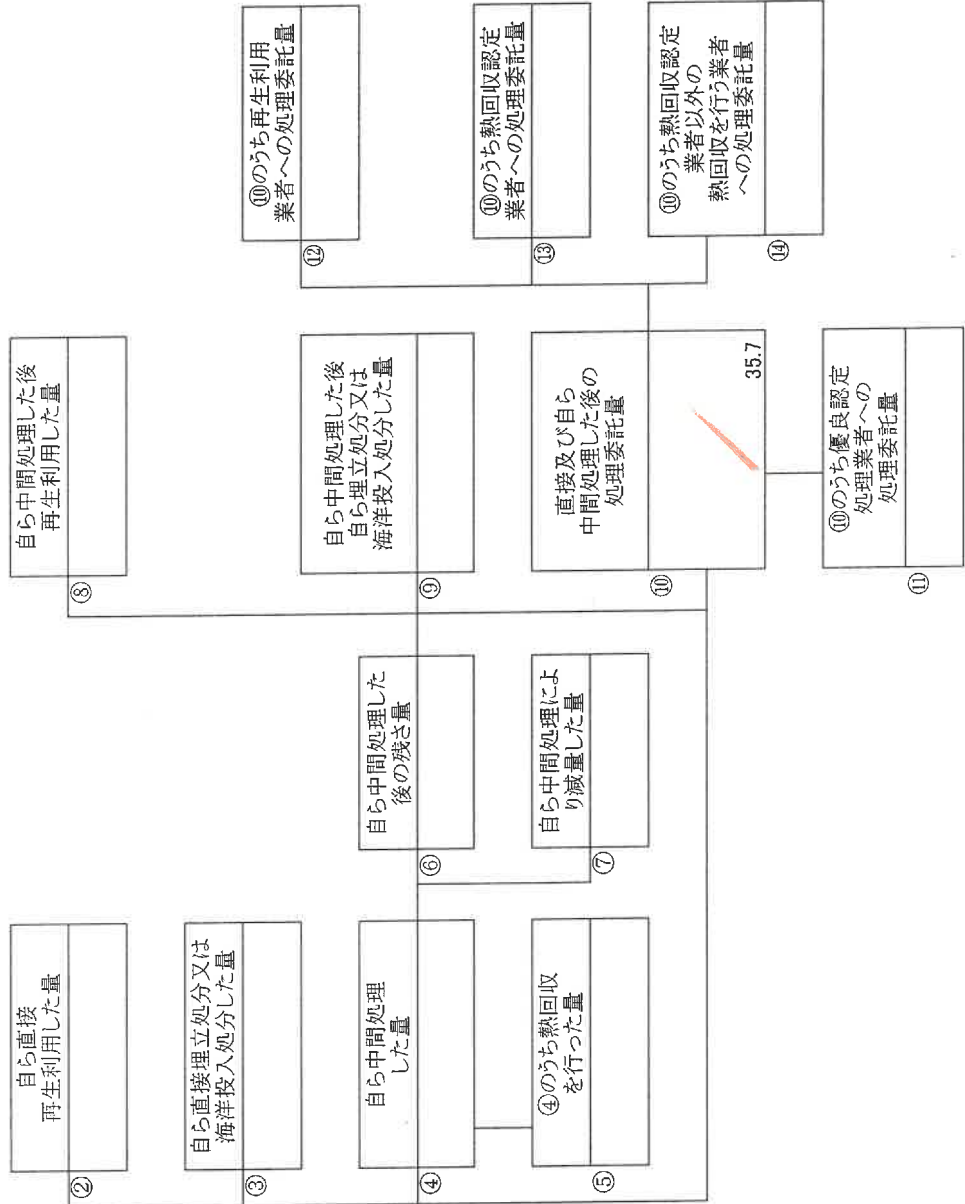 ②
自ら直接
再生利用した量
③
自ら直接埋立処分又は
海洋投入処分した量
④
自ら中間処理
した量
⑤
④のうち熱回収
を行った量
⑥
自ら中間処理した
後の残さ量
⑦
自ら中間処理によ
り減量した量
⑧
自ら中間処理した後
再生利用した量
⑨
自ら中間処理した後
自ら埋立処分又は
海洋投入処分した量
⑩
直接及び自ら
中間処理した後の
処理委託量
35.7
⑪
⑩のうち優良認定
処理業者への
処理委託量
⑫
⑩のうち再生利用
業者への処理委託量
⑬
⑩のうち熱回収認定
業者への処理委託量
⑭
⑩のうち熱回収認定
業者以外の
熱回収を行う業者
への処理委託量